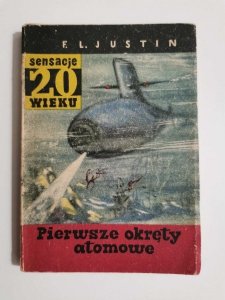 F. L. JUSTIN
sensacje
20
WIEKU
Pierwsze okręty
atomowe